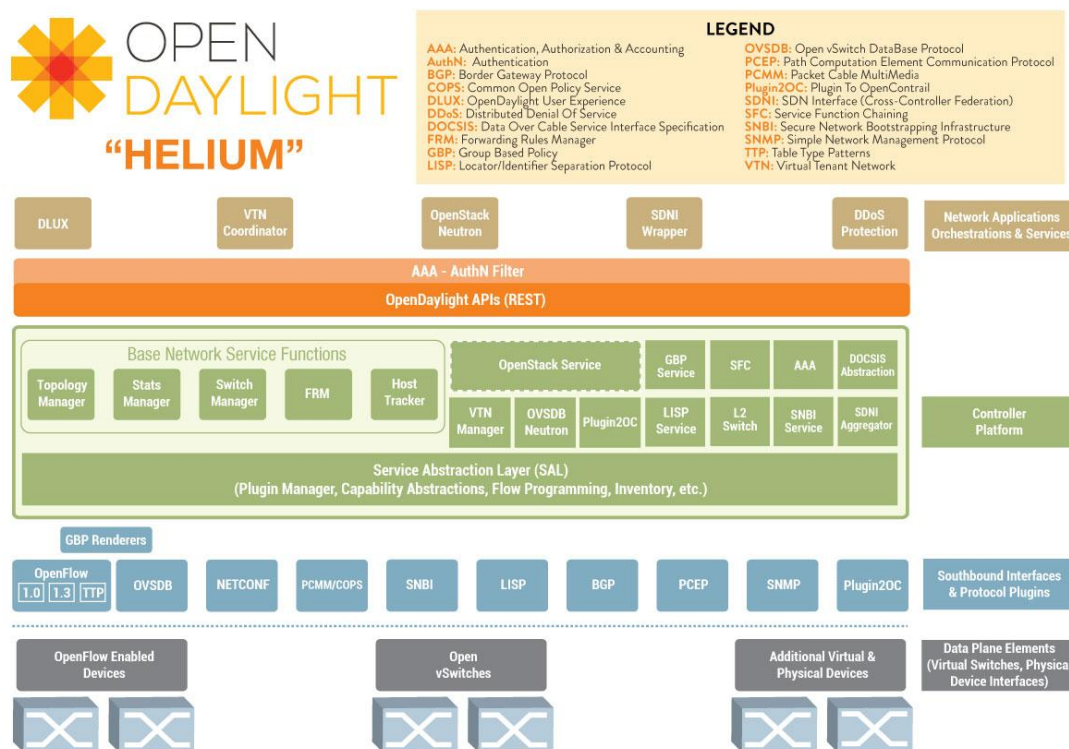 OPEN
DAYLIGHT
"HELIUM"
LEGEND
AAA: Authentication, Authorization & Accounting
AuthN: Authentication
BGP: Border Gateway Protocol
COPS: Common Open Policy Service
DLUX: OpenDaylight User Experience
DDoS: Distributed Denial Of Service
DOCSIS: Data Over Cable Service Interface Specification
FRM: Forwarding Rules Manager
GBP: Group Based Policy
LISP: Locator/Identifier Separation Protocol
OVSDB: Open vSwitch DataBase Protocol
PCEP: Path Computation Element Communication Protocol
PCMM: Packet Cable MultiMedia
Plugin2OC: Plugin To OpenContrail
SDNI: SDN Interface (Cross-Controller Federation)
SFC: Service Function Chaining
SNBI: Secure Network Bootstrapping Infrastructure
SNMP: Simple Network Management Protocol
TTP: Table Type Patterns
VTN: Virtual Tenant Network
DLUX
VTN
Coordinator
OpenStack
Neutron
SDNI
Wrapper
DDoS
Protection
Network Applications
Orchestrations & Services
AAA - AuthN Filter
OpenDaylight APIs (REST)
Base Network Service Functions
Topology
Manager
Stats
Manager
Switch
Manager
FRM
Host
Tracker
OpenStack Service
GBP
Service
SFC
AAA
DOCSIS
Abstraction
VTN
Manager
OVSDB
Neutron
Plugin2OC
LISP
Service
L2
Switch
SNBI
Service
SDNI
Aggregator
Controller
Platform
Service Abstraction Layer (SAL)
(Plugin Manager, Capability Abstractions, Flow Programming, Inventory, etc.)
GBP Renderers
OpenFlow
1.0 1.3 TTP
OVSDB
NETCONF
PCMM/COPS
SNBI
LISP
BGP
PCEP
SNMP
Plugin2OC
Southbound Interfaces
& Protocol Plugins
OpenFlow Enabled
Devices
Open
vSwitches
Additional Virtual &
Physical Devices
Data Plane Elements
(Virtual Switches, Physical
Device Interfaces)